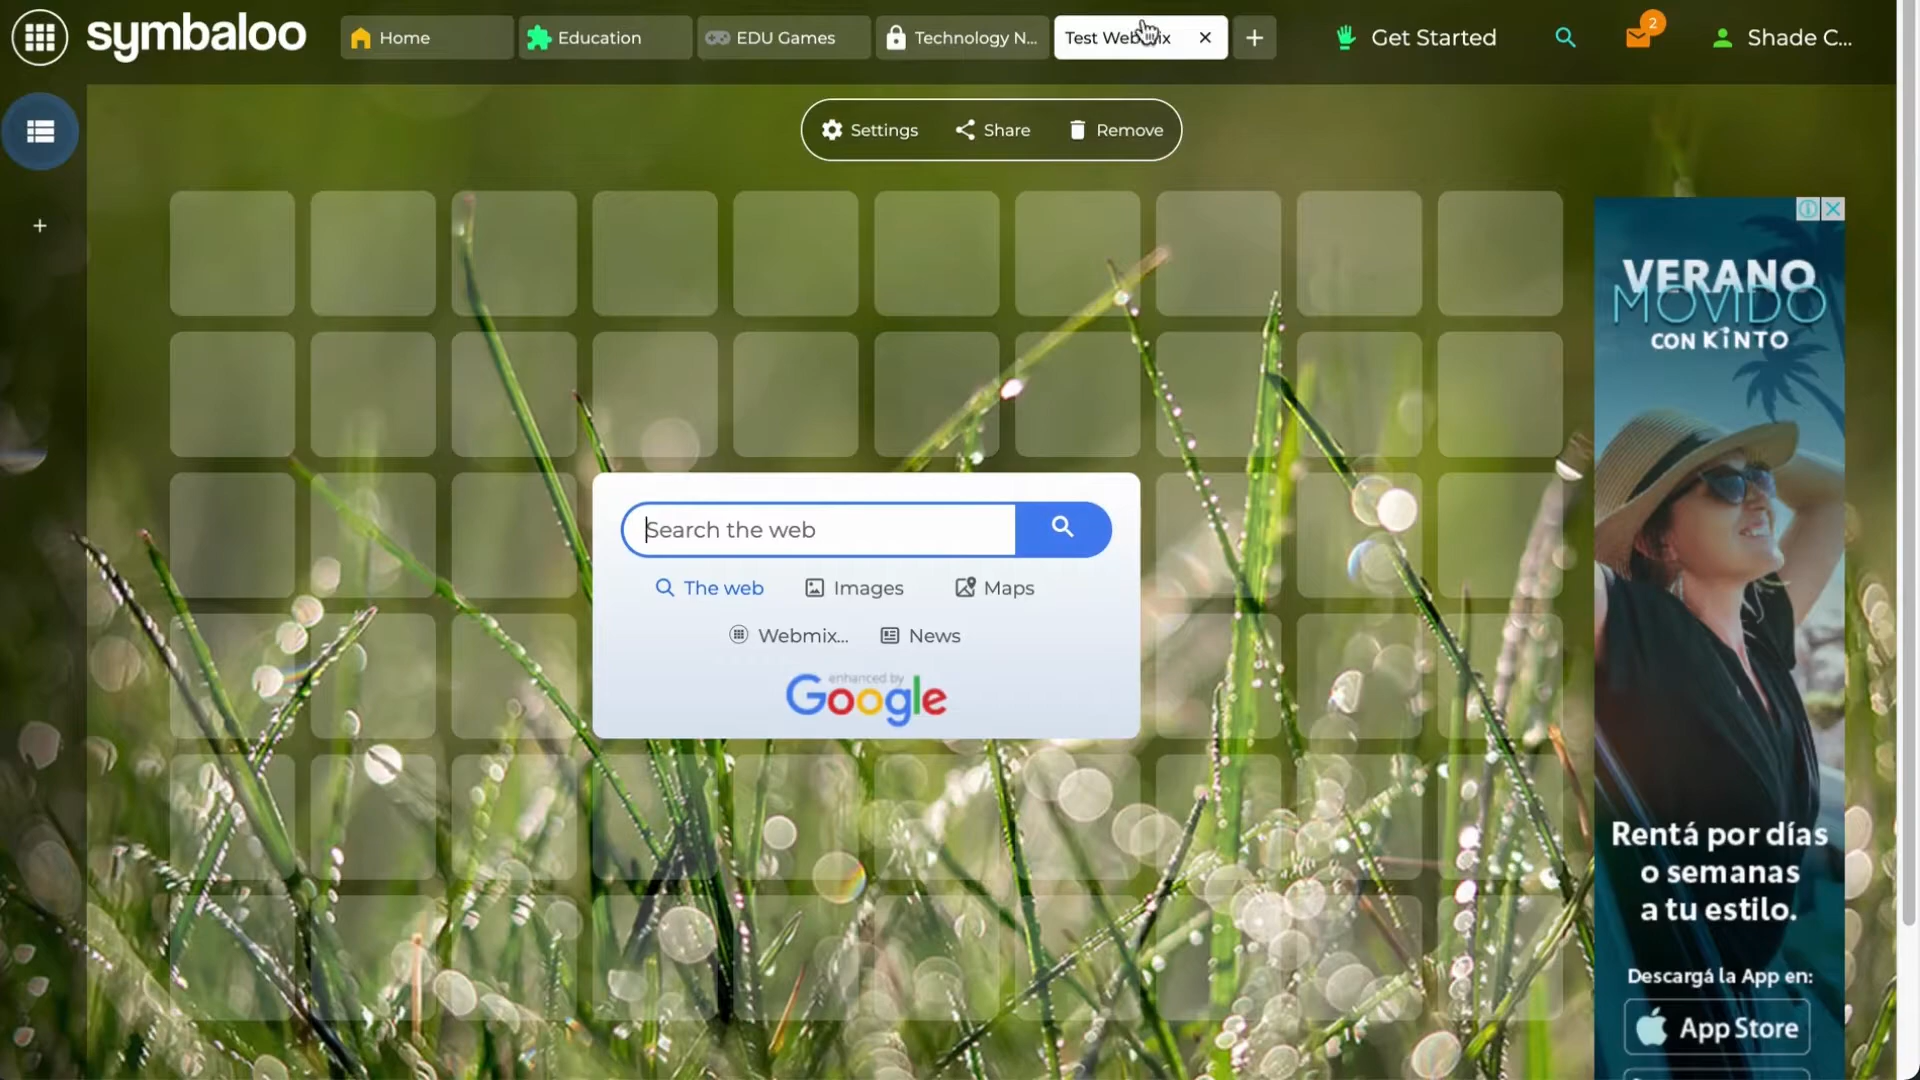 symbaloo
Home
Education
EDU Games
Technology N...
Test Web ix
Get Started
2
Shade C...
Settings
Share
Remove
Search the web
The web
Images
Maps
Webmix...
News
enhanced by
Google
VERANO
MOVIDO
CON KINTO
Rentá por días
o semanas
a tu estilo.
Descargá la App en:
App Store